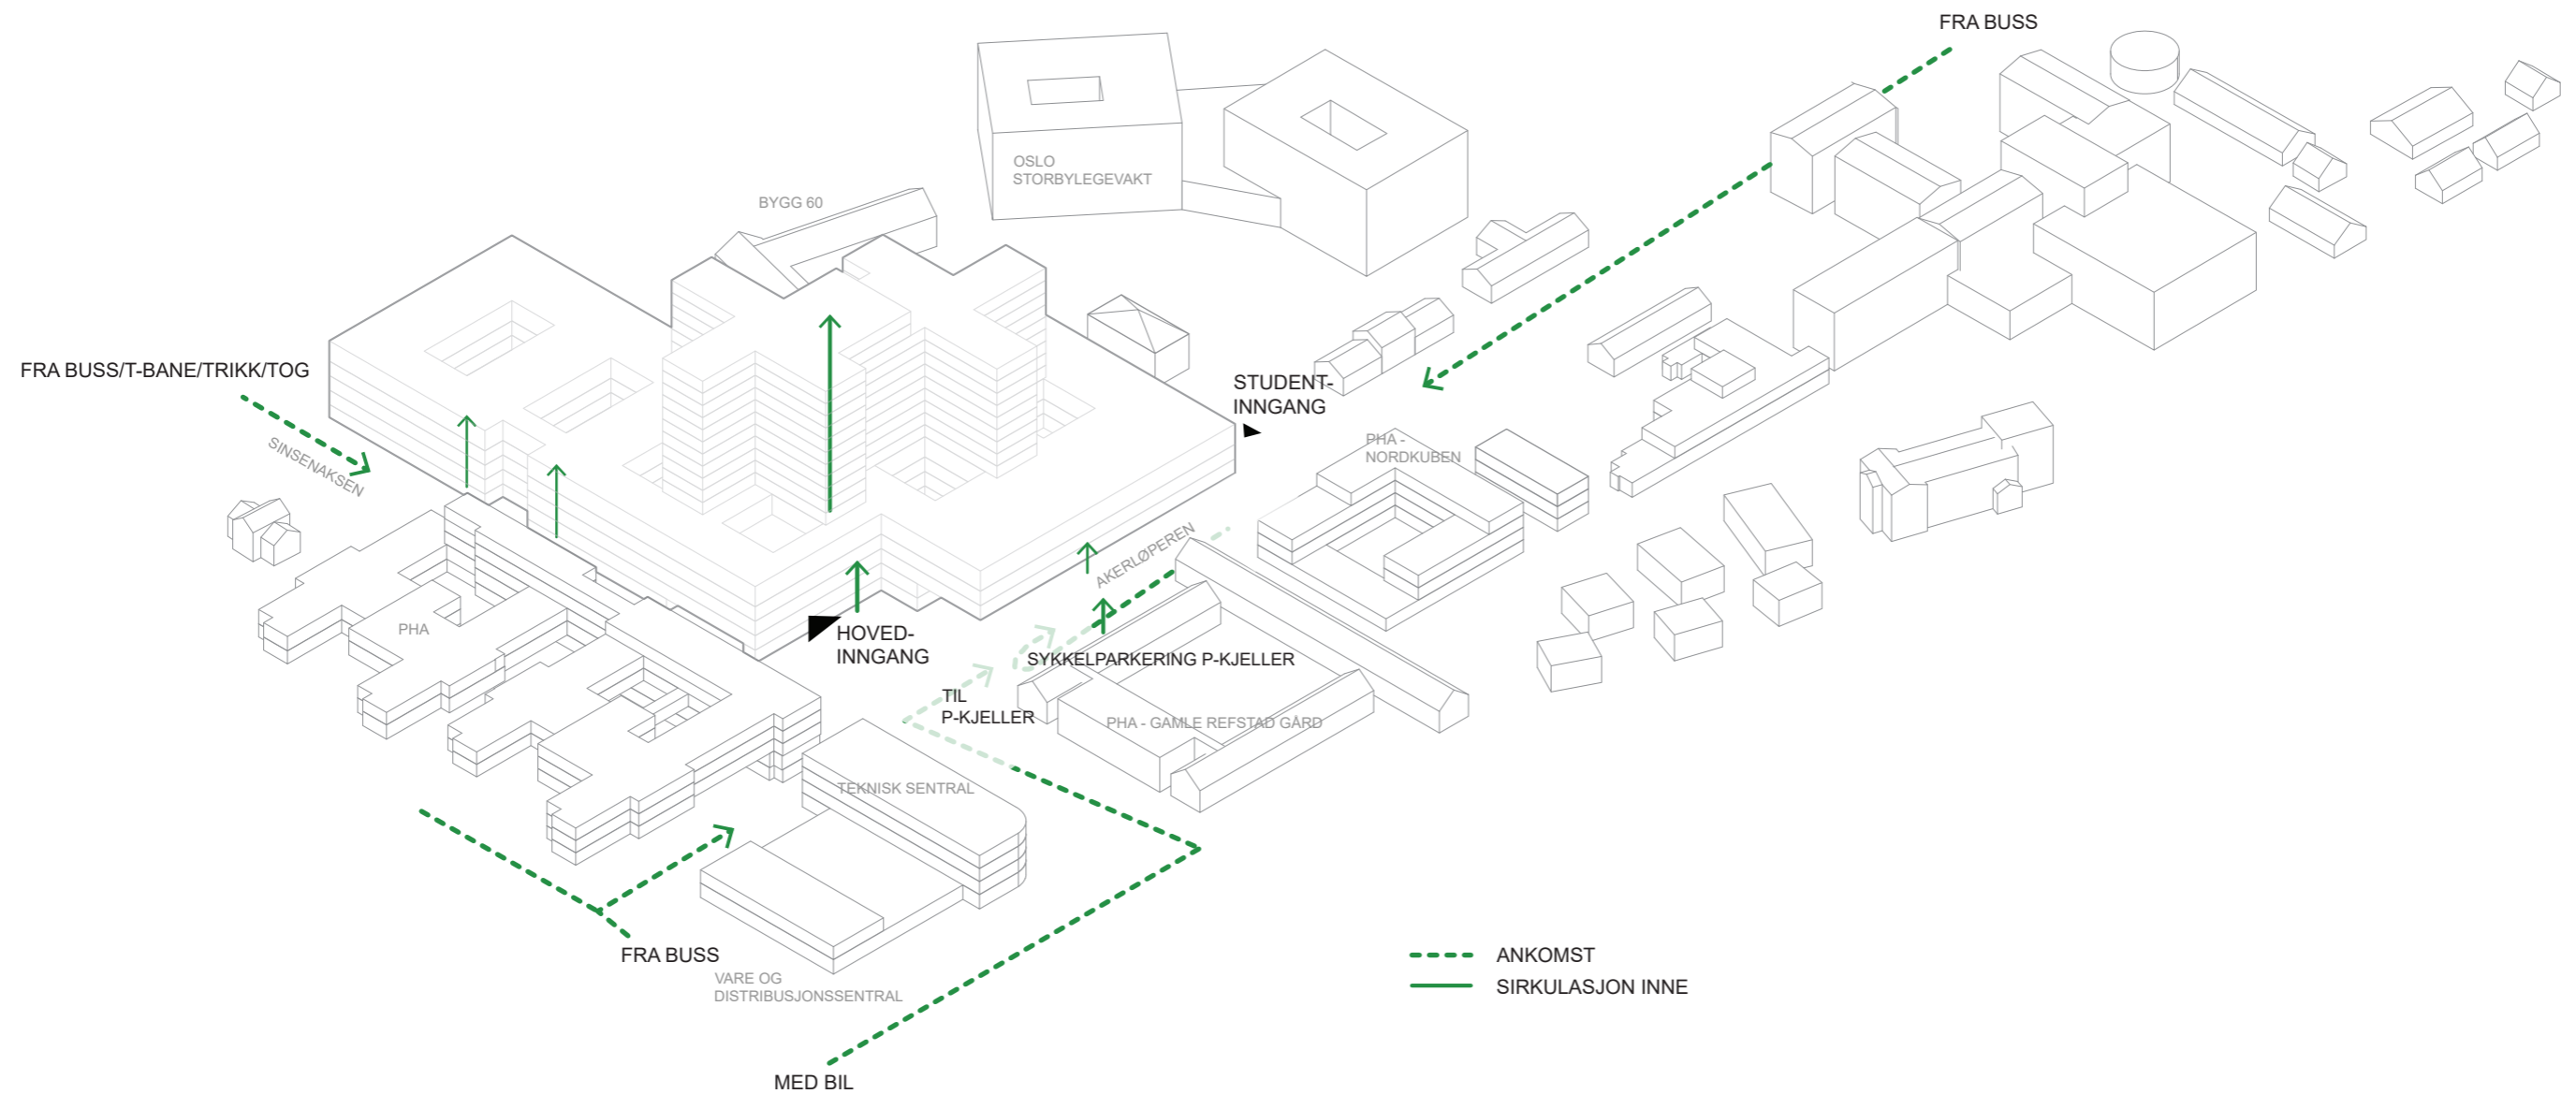 FRA BUSS
OSLO
STORBYLEGEVAKT
BYGG 60
FRA BUSS/T-BANE/TRIKK/TOG
SINSENAKSEN
STUDENT-
INNGANG
PHA -
NORDKUBEN
AKERLØPEREN
PHA
HOVED-
INNGANG
SYKKELPARKERING P-KJELLER
TIL
P-KJELLER
PHA - GAMLE REFSTAD GÅRD
TEKNISK SENTRAL
FRA BUSS
VARE OG
DISTRIBUSJONSSENTRAL
ANKOMST
SIRKULASJON INNE
MED BIL